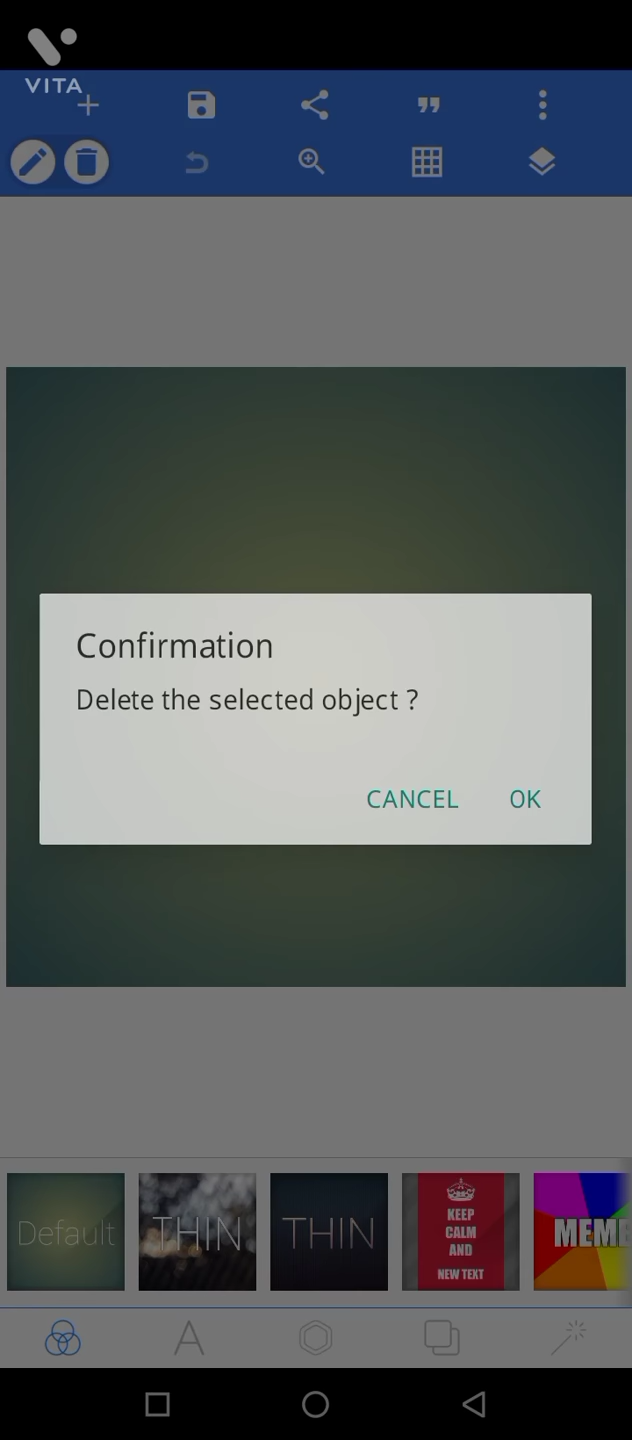 VITA
Confirmation
Delete the selected object ?
CANCEL OK
Default
THIN
THIN
KEEP
CALM
AND
NEW TEXT
MEME